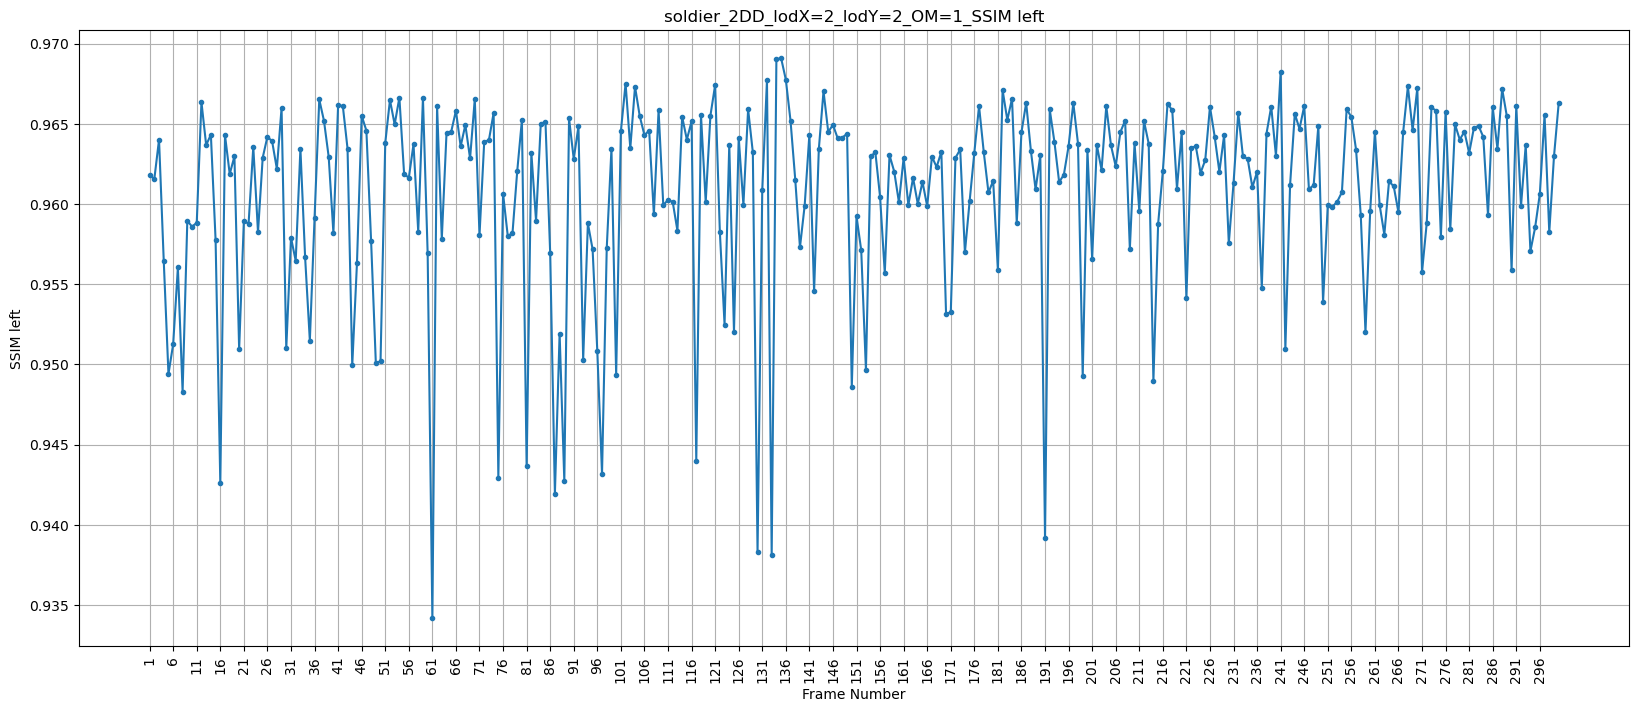 soldier_2DD_lodX=2_lodY=2_OM=1_SSIM left
SSIM left
0.970
0.965
0.960
0.955
0.950
0.945
0.940
0.935
1 6 11 16 21 26 31 36 41 46 51 56 61 66 71 76 81 86 91 96 101 106 111 116 121 126 131 136 141 146 151 156 161 166 171 176 181 186 191 196 201 206 211 216 221 226 231 236 241 246 251 256 261 266 271 276 281 286 291 296
Frame Number